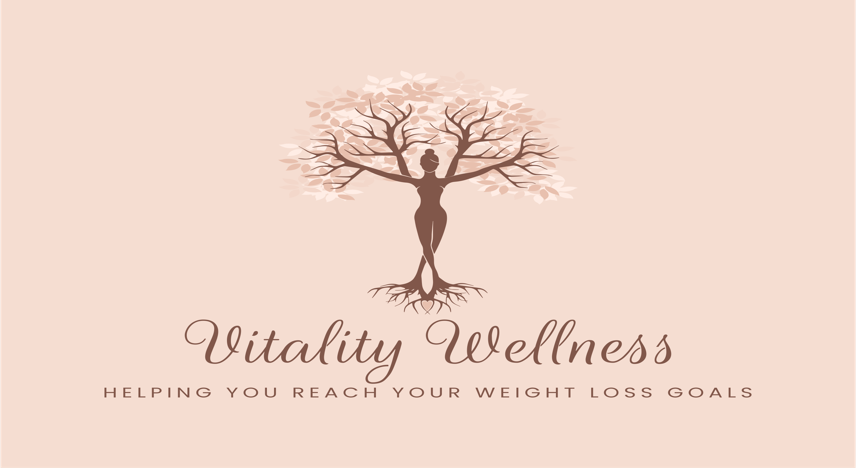 Vitality Wellness
HELPING YOU REACH YOUR WEIGHT LOSS GOALS